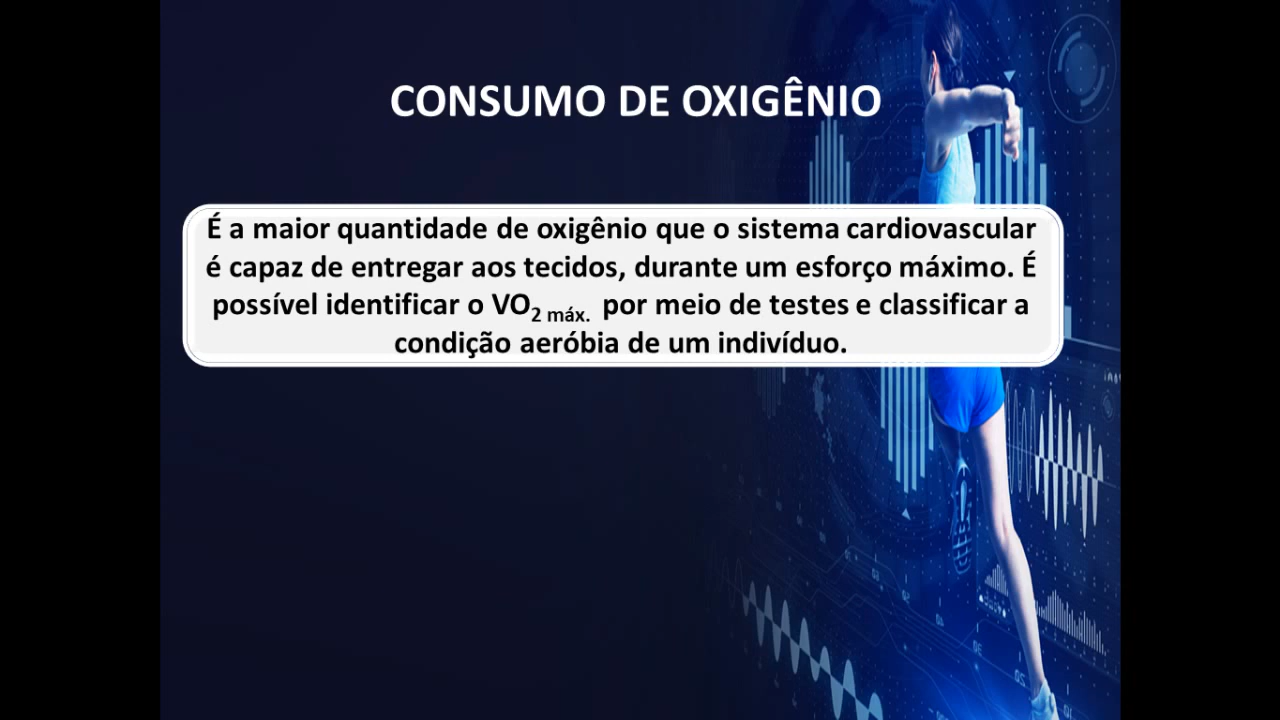 CONSUMO DE OXIGÊNIO
É a maior quantidade de oxigênio que o sistema cardiovascular
é capaz de entregar aos tecidos, durante um esforço máximo. É
possível identificar o VO2 máx. por meio de testes e classificar a
condição aeróbia de um indivíduo.